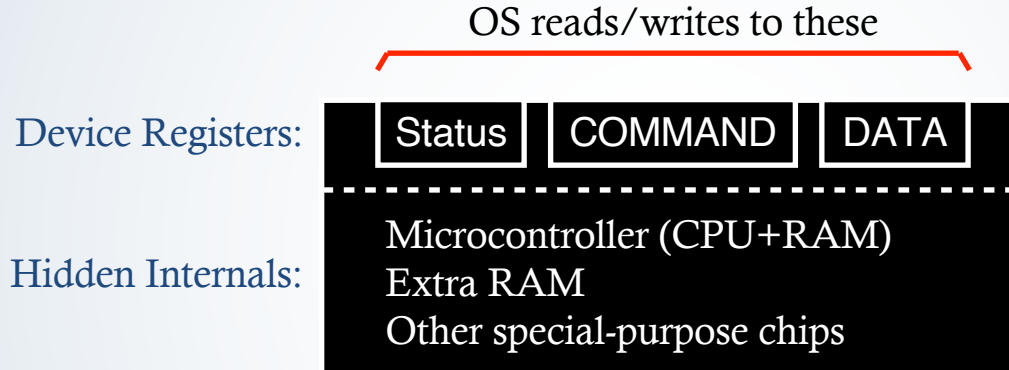 OS reads/writes to these
Device Registers: Status COMMAND DATA
Microcontroller (CPU+RAM)
Hidden Internals: Extra RAM
Other special-purpose chips